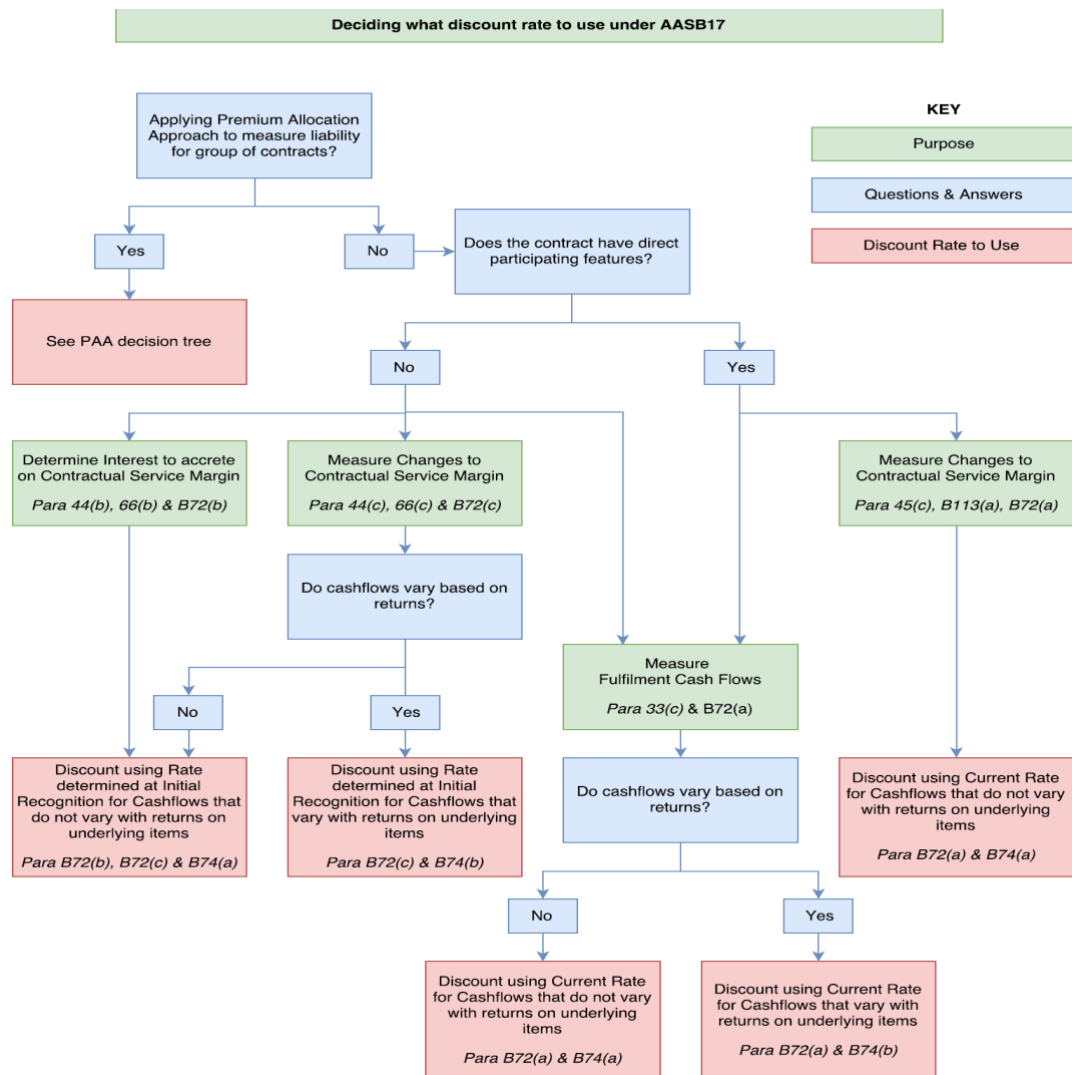 Deciding what discount rate to use under AASB17
Applying Premium Allocation
Approach to measure liability
for group of contracts?
KEY
Purpose
Questions & Answers
Discount Rate to Use
Yes
No
Does the contract have direct
participating features?
See PAA decision tree
No
Yes
Determine Interest to accrete
on Contractual Service Margin
Para 44(b), 66(b) & B72(b)
Measure Changes to
Contractual Service Margin
Para 44(c), 66(c) & B72(c)
Measure Changes to
Contractual Service Margin
Para 45(c), B113(a), B72(a)
Do cashflows vary based on
returns?
Measure
Fulfilment Cash Flows
Para 33(c) & B72(a)
No
Yes
Discount using Rate
determined at Initial
Recognition for Cashflows that
do not vary with returns on
underlying items
Para B72(b), B72(c) & B74(a)
Discount using Rate
determined at Initial
Recognition for Cashflows that
vary with returns on underlying
items
Para B72(c) & B74(b)
Do cashflows vary based on
returns?
Discount using Current Rate
for Cashflows that do not vary
with returns on underlying
items
Para B72(a) & B74(a)
No
Yes
Discount using Current Rate
for Cashflows that do not vary
with returns on underlying
items
Para B72(a) & B74(a)
Discount using Current Rate
for Cashflows that vary with
returns on underlying items
Para B72(a) & B74(b)